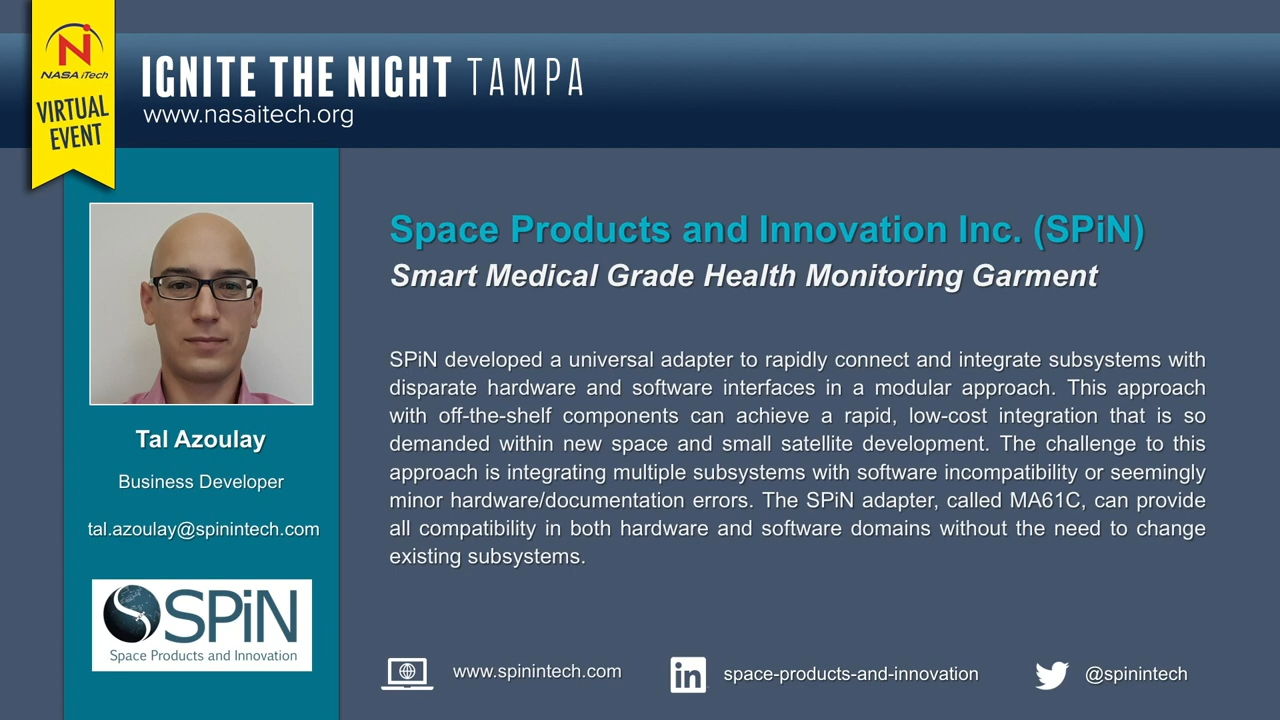 NASA iTech
VIRTUAL
EVENT
IGNITE THE NIGHT TAMPA
www.nasaitech.org
Tal Azoulay
Business Developer
tal.azoulay@spinintech.com
SPiN
Space Products and Innovation
Space Products and Innovation Inc. (SPiN)
Smart Medical Grade Health Monitoring Garment
SPiN developed a universal adapter to rapidly connect and integrate subsystems with
disparate hardware and software interfaces in a modular approach. This approach
with off-the-shelf components can achieve a rapid, low-cost integration that is so
demanded within new space and small satellite development. The challenge to this
approach is integrating multiple subsystems with software incompatibility or seemingly
minor hardware/documentation errors. The SPiN adapter, called MA61C, can provide
all compatibility in both hardware and software domains without the need to change
existing subsystems.
www.spinintech.com
in space-products-and-innovation
@spinintech